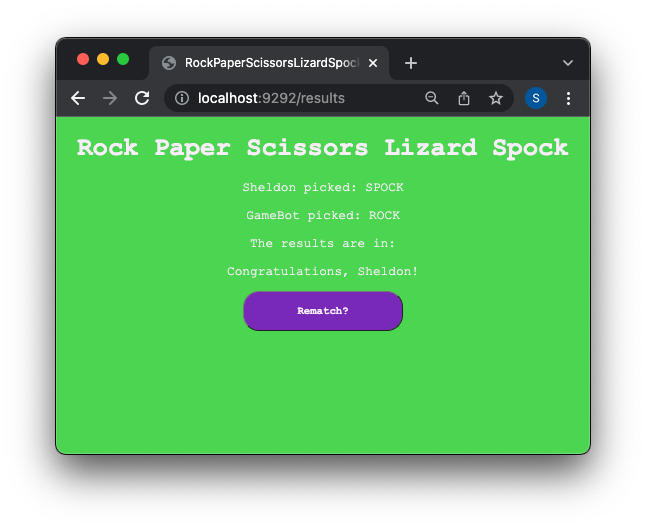 RockPaperScissorsLizardSpoc
localhost:9292/results
S
Rock Paper Scissors Lizard Spock
Sheldon picked: SPOCK
GameBot picked: ROCK
The results are in:
Congratulations, Sheldon!
Rematch?